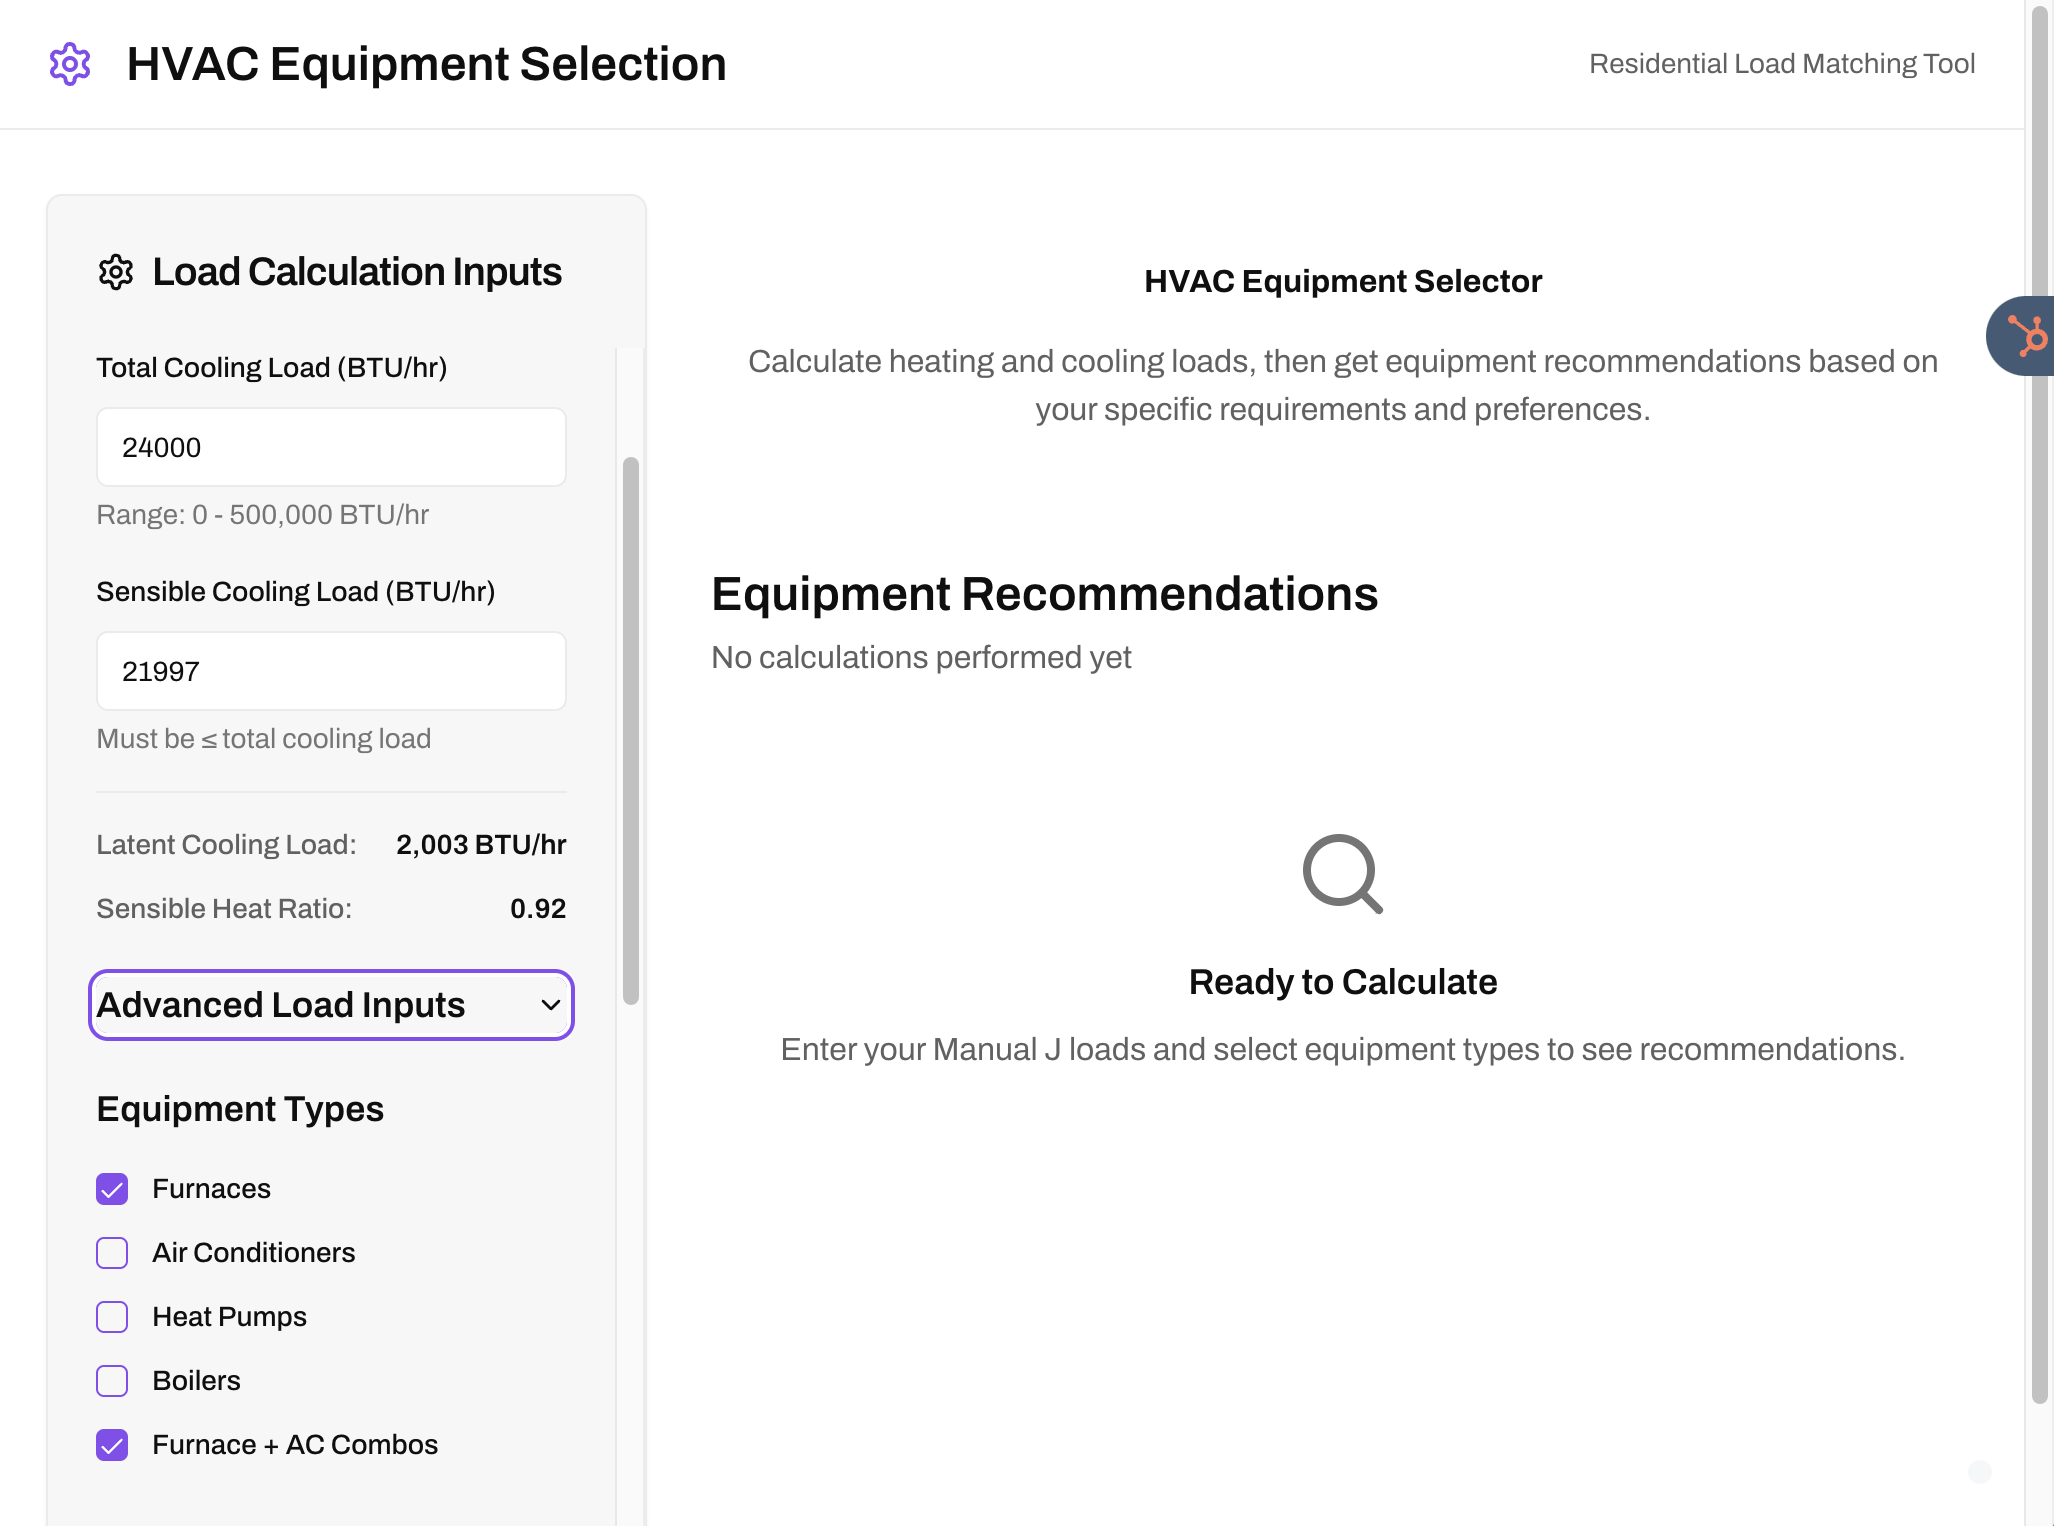 HVAC Equipment Selection
Residential Load Matching Tool
Load Calculation Inputs
Total Cooling Load (BTU/hr)
24000
Range: 0 - 500,000 BTU/hr
Sensible Cooling Load (BTU/hr)
21997
Must be ≤ total cooling load
Latent Cooling Load: 2,003 BTU/hr
Sensible Heat Ratio: 0.92
Advanced Load Inputs
Equipment Types
Furnaces
Air Conditioners
Heat Pumps
Boilers
Furnace + AC Combos
HVAC Equipment Selector
Calculate heating and cooling loads, then get equipment recommendations based on
your specific requirements and preferences.
Equipment Recommendations
No calculations performed yet
Ready to Calculate
Enter your Manual J loads and select equipment types to see recommendations.